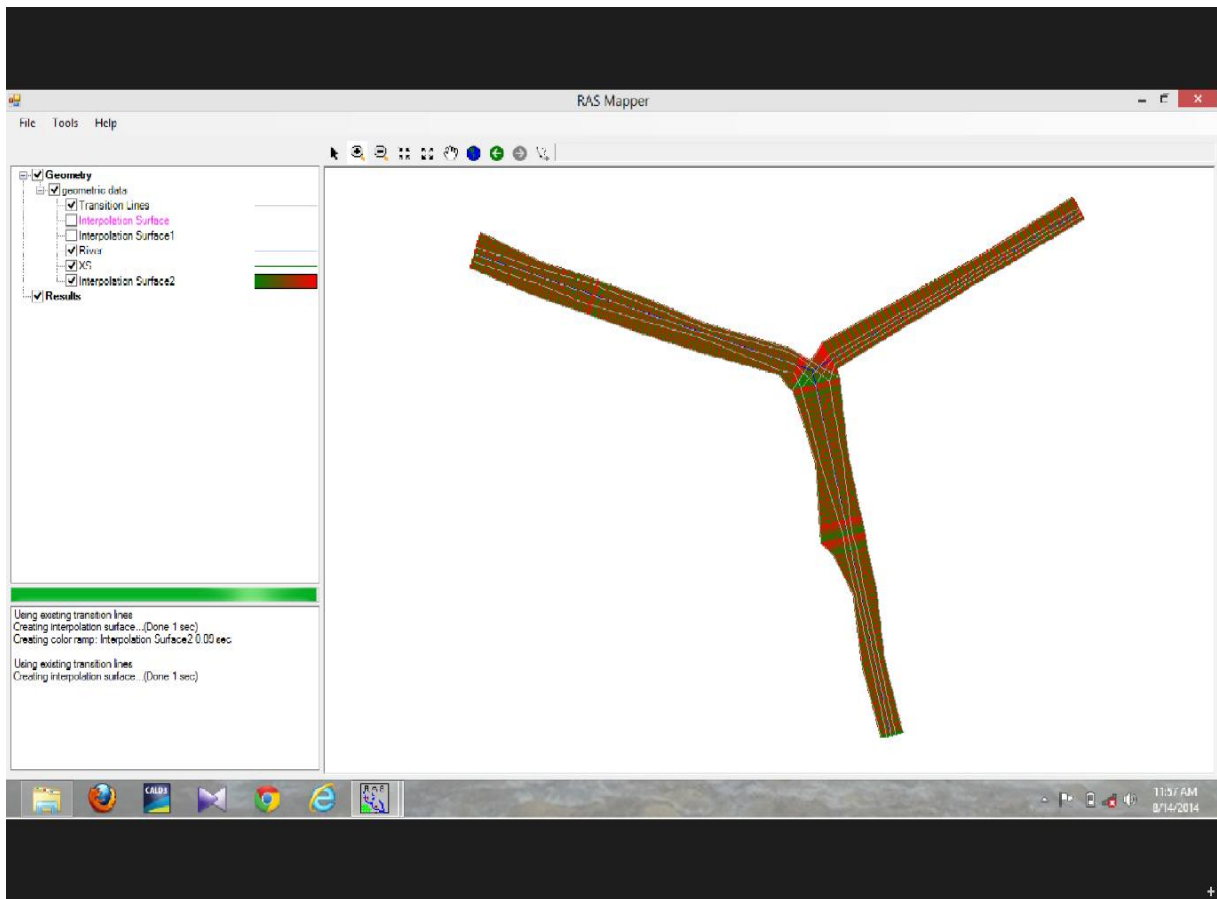 RAS Mapper
File Tools Help
Geometry
geometric data
Transition Lines
Interpolation Surface
Interpolation Surface1
River
XS
Interpolation Surface2
Results
Using existing transition lines
Creating interpolation surface...(Done 1 sec)
Creating color ramp: Interpolation Surface2 0.09 sec
Using existing transition lines
Creating interpolation surface...(Done 1 sec)
11:57 AM
8/14/2014